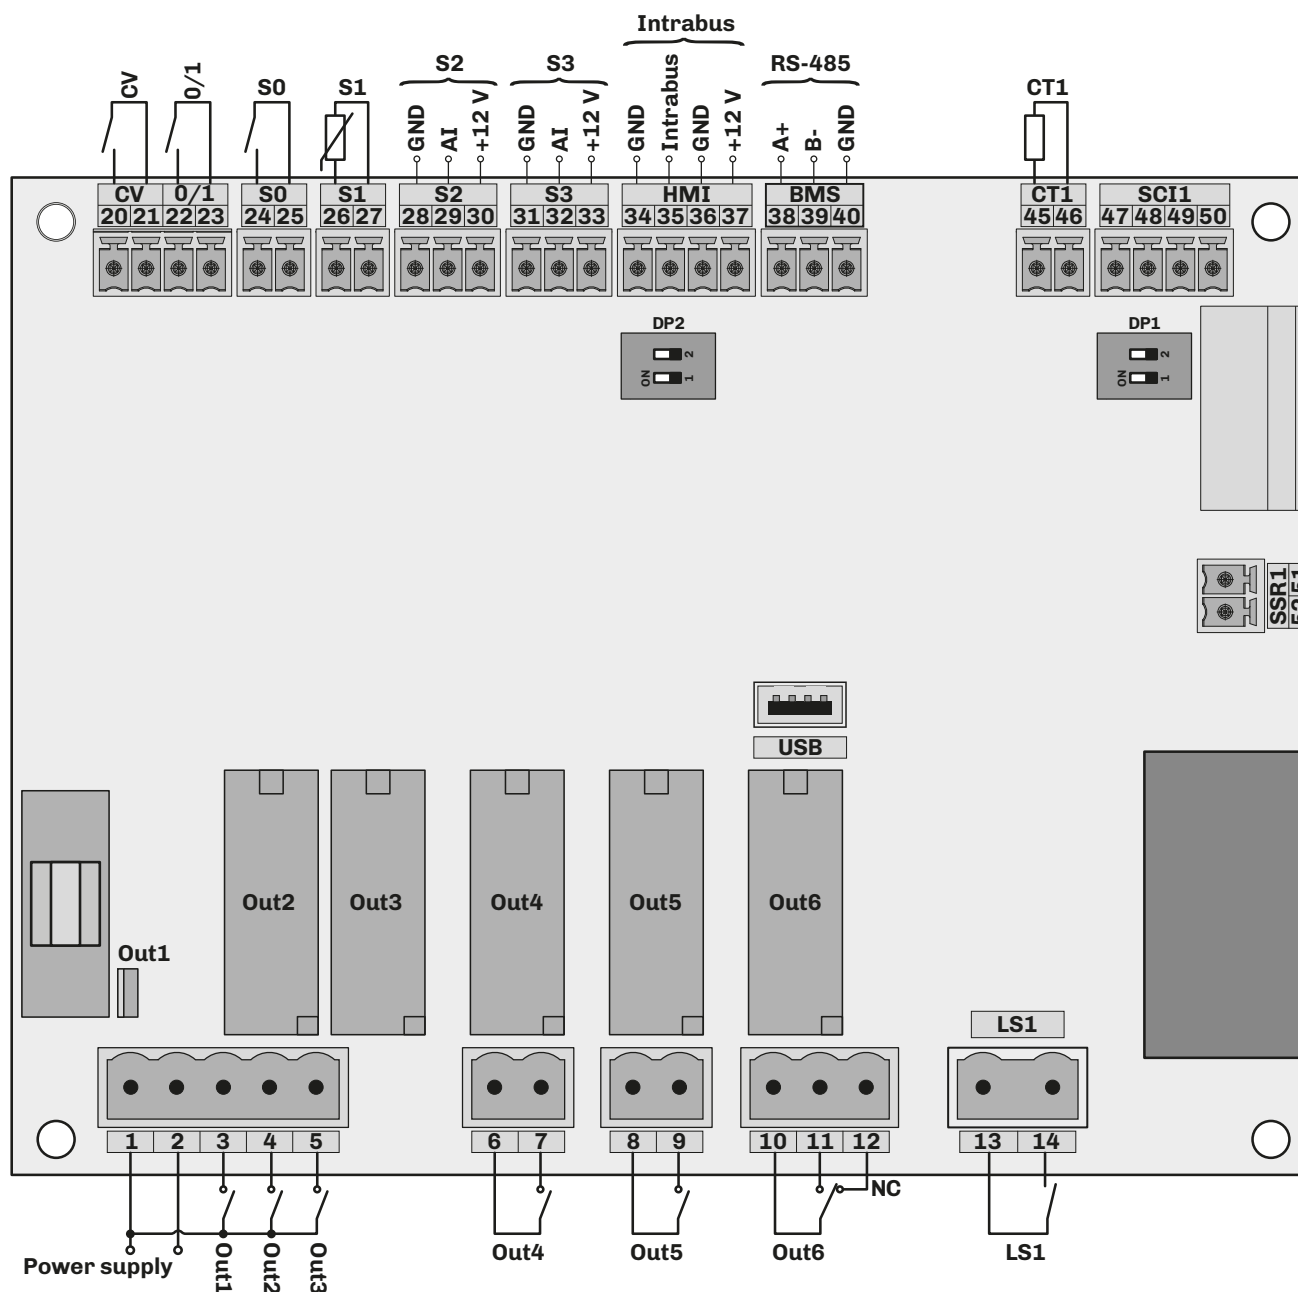 Intrabus
S2 S3 RS-485
CV 0/1 S0 S1 CT1
GND AI +12 V GND AI +12 V GND Intrabus GND +12 V A+ B- GND
CV 0/1 S0 S1 S2 S3 HMI BMS CT1 SCI1
20 21 22 23 24 25 26 27 28 29 30 31 32 33 34 35 36 37 38 39 40 45 46 47 48 49 50
DP2 DP1
2 2
ON 1 ON 1
SSR1
USB
Out2 Out3 Out4 Out5 Out6
Out1
LS1
1 2 3 4 5 6 7 8 9 10 11 12 13 14
NC
Power supply Out1 Out2 Out3 Out4 Out5 Out6 LS1